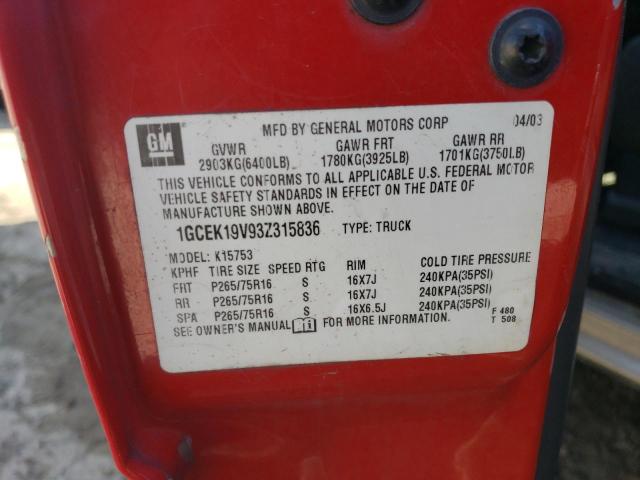 GM
MFD BY GENERAL MOTORS CORP 04/03
GVWR GAWR FRT GAWR RR
2903KG(6400LB) 1780KG(3925LB) 1701KG(3750LB)
THIS VEHICLE CONFORMS TO ALL APPLICABLE U.S. FEDERAL MOTOR
VEHICLE SAFETY STANDARDS IN EFFECT ON THE DATE OF
MANUFACTURE SHOWN ABOVE.
1GCEK19V93Z315836 TYPE: TRUCK
MODEL: K15753
KPHF TIRE SIZE SPEED RTG RIM COLD TIRE PRESSURE
FRT P265/75R16 S 16X7J 240KPA(35PSI)
RR P265/75R16 S 16X7J 240KPA(35PSI)
SPA P265/75R16 S 16X6.5J 240KPA(35PSI) F 480
SEE OWNER'S MANUAL FOR MORE INFORMATION. T 508